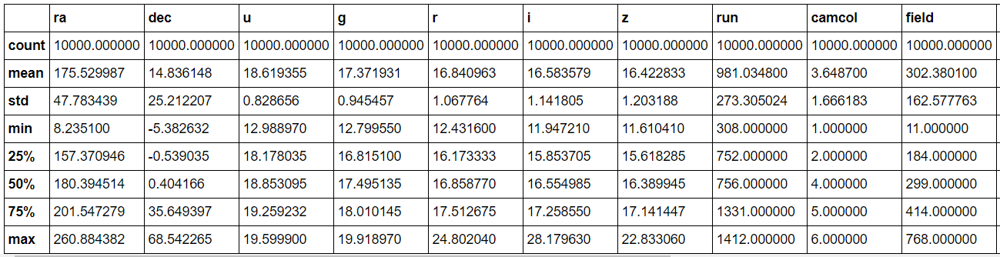 ra dec u g r i z run camcol field
count 10000.000000 10000.000000 10000.000000 10000.000000 10000.000000 10000.000000 10000.000000 10000.000000 10000.000000 10000.000000
mean 175.529987 14.836148 18.619355 17.371931 16.840963 16.583579 16.422833 981.034800 3.648700 302.380100
std 47.783439 25.212207 0.828656 0.945457 1.067764 1.141805 1.203188 273.305024 1.666183 162.577763
min 8.235100 -5.382632 12.988970 12.799550 12.431600 11.947210 11.610410 308.000000 1.000000 11.000000
25% 157.370946 -0.539035 18.178035 16.815100 16.173333 15.853705 15.618285 752.000000 2.000000 184.000000
50% 180.394514 0.404166 18.853095 17.495135 16.858770 16.554985 16.389945 756.000000 4.000000 299.000000
75% 201.547279 35.649397 19.259232 18.010145 17.512675 17.258550 17.141447 1331.000000 5.000000 414.000000
max 260.884382 68.542265 19.599900 19.918970 24.802040 28.179630 22.833060 1412.000000 6.000000 768.000000